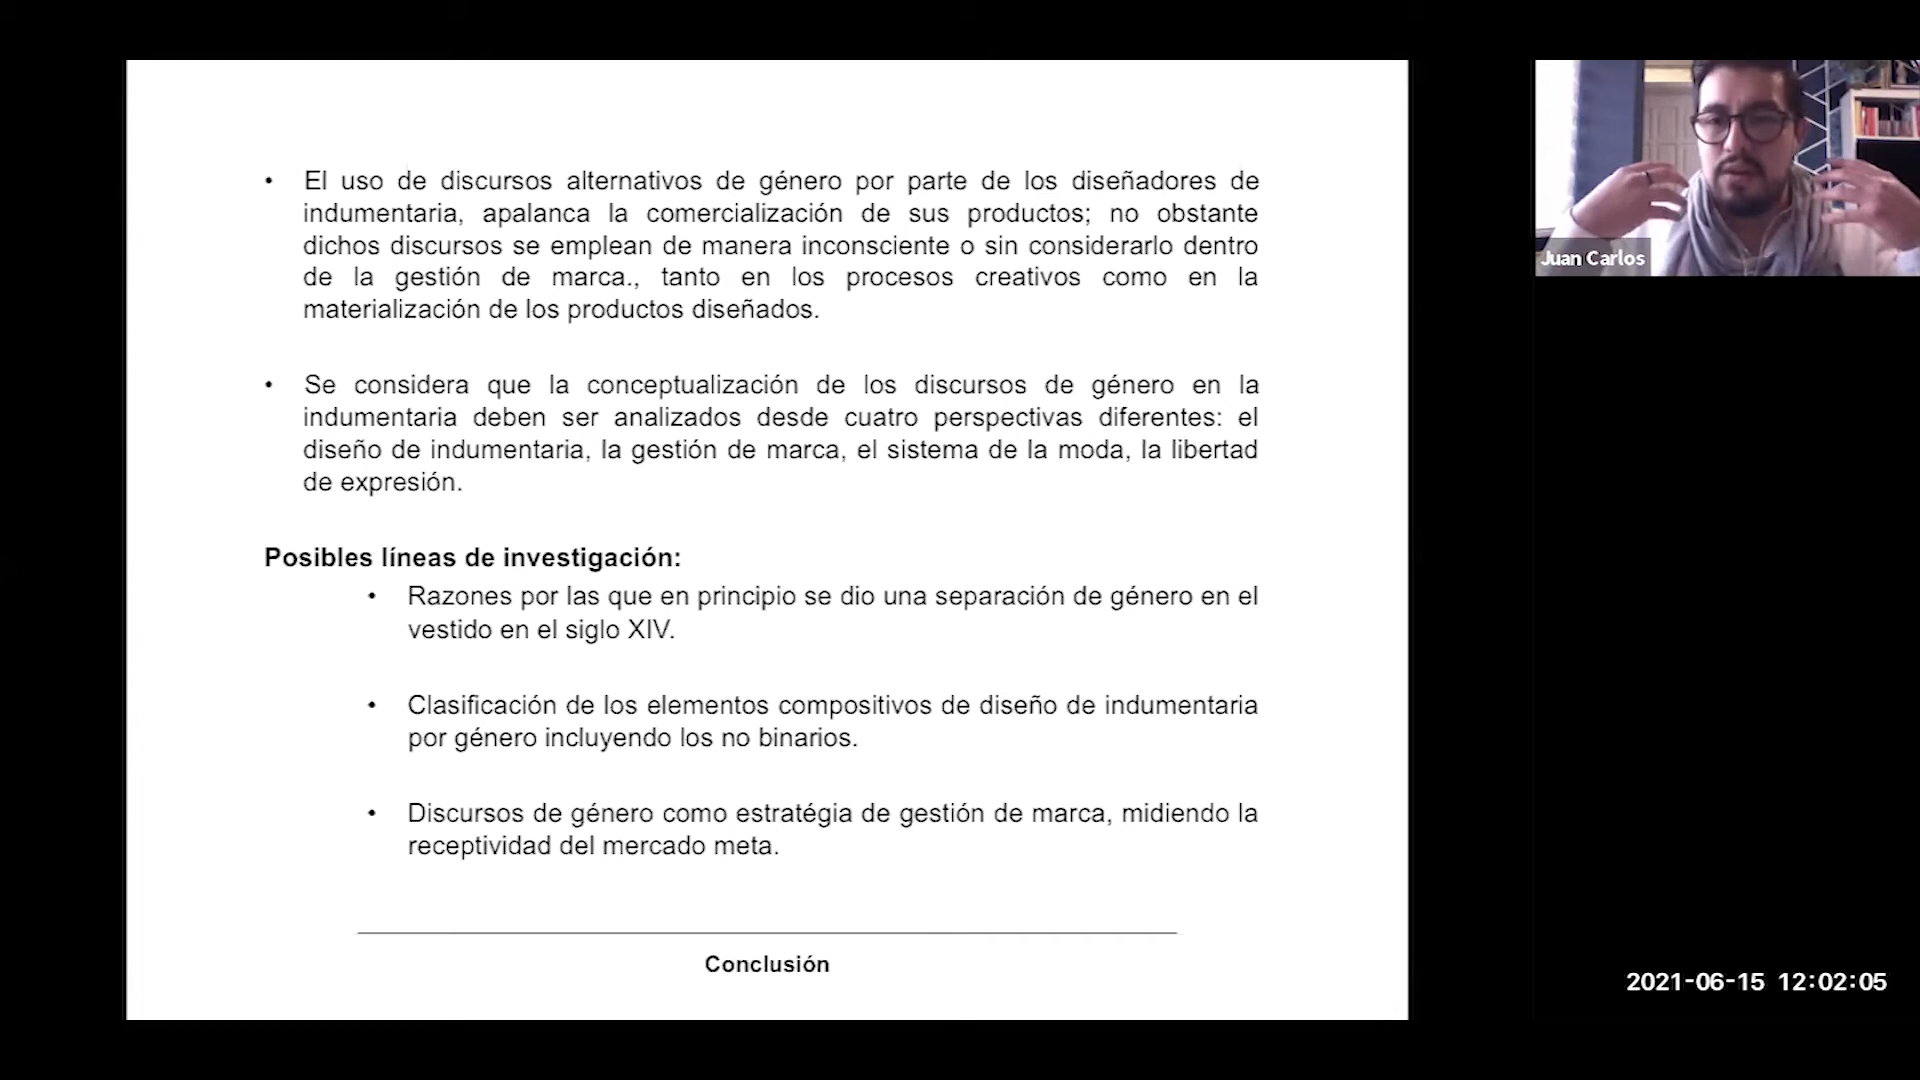 • El uso de discursos alternativos de género por parte de los diseñadores de
indumentaria, apalanca la comercialización de sus productos; no obstante
dichos discursos se emplean de manera inconsciente o sin considerarlo dentro
de la gestión de marca., tanto en los procesos creativos como en la
materialización de los productos diseñados.
• Se considera que la conceptualización de los discursos de género en la
indumentaria deben ser analizados desde cuatro perspectivas diferentes: el
diseño de indumentaria, la gestión de marca, el sistema de la moda, la libertad
de expresión.
Posibles líneas de investigación:
• Razones por las que en principio se dio una separación de género en el
vestido en el siglo XIV.
• Clasificación de los elementos compositivos de diseño de indumentaria
por género incluyendo los no binarios.
• Discursos de género como estratégia de gestión de marca, midiendo la
receptividad del mercado meta.
Conclusión
Juan Carlos
2021-06-15 12:02:05